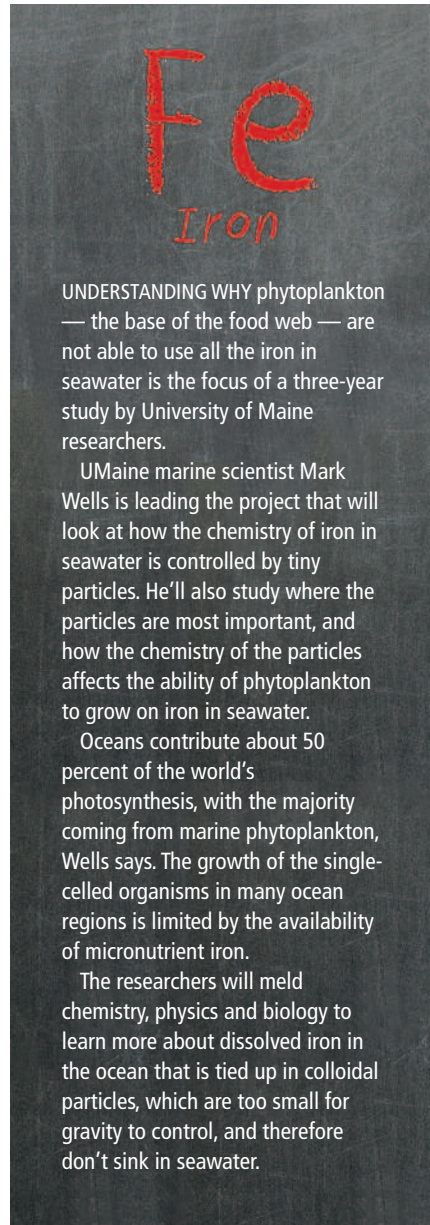 Fe
Iron
UNDERSTANDING WHY phytoplankton
— the base of the food web — are
not able to use all the iron in
seawater is the focus of a three-year
study by University of Maine
researchers.
UMaine marine scientist Mark
Wells is leading the project that will
look at how the chemistry of iron in
seawater is controlled by tiny
particles. He’ll also study where the
particles are most important, and
how the chemistry of the particles
affects the ability of phytoplankton
to grow on iron in seawater.
Oceans contribute about 50
percent of the world’s
photosynthesis, with the majority
coming from marine phytoplankton,
Wells says. The growth of the single-
celled organisms in many ocean
regions is limited by the availability
of micronutrient iron.
The researchers will meld
chemistry, physics and biology to
learn more about dissolved iron in
the ocean that is tied up in colloidal
particles, which are too small for
gravity to control, and therefore
don’t sink in seawater.